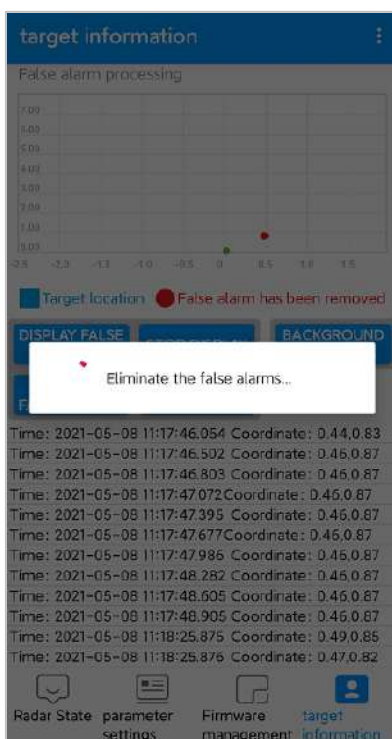 target information
False alarm processing
7.00
6.00
5.00
4.00
3.00
2.00
1.00
0.00
-2.5 -2.0 -1.5 -1.0 -0.5 0 0.5 1.0 1.5
Target location False alarm has been removed
DISPLAY FALSE STOP DISPLAY BACKGROUND
Eliminate the false alarms...
Time: 2021-05-08 11:17:46.054 Coordinate: 0.44,0.83
Time: 2021-05-08 11:17:46.502 Coordinate: 0.46,0.87
Time: 2021-05-08 11:17:46.803 Coordinate: 0.46,0.87
Time: 2021-05-08 11:17:47.072Coordinate: 0.46,0.87
Time: 2021-05-08 11:17:47.395 Coordinate: 0.46,0.87
Time: 2021-05-08 11:17:47.677Coordinate: 0.46,0.87
Time: 2021-05-08 11:17:47.986 Coordinate: 0.46,0.87
Time: 2021-05-08 11:17:48.282 Coordinate: 0.46,0.87
Time: 2021-05-08 11:17:48.605 Coordinate: 0.46,0.87
Time: 2021-05-08 11:17:48.905 Coordinate: 0.46,0.87
Time: 2021-05-08 11:18:25.875 Coordinate: 0.49,0.85
Time: 2021-05-08 11:18:25.876 Coordinate: 0.47,0.82
Radar State parameter Firmware target
settings management information